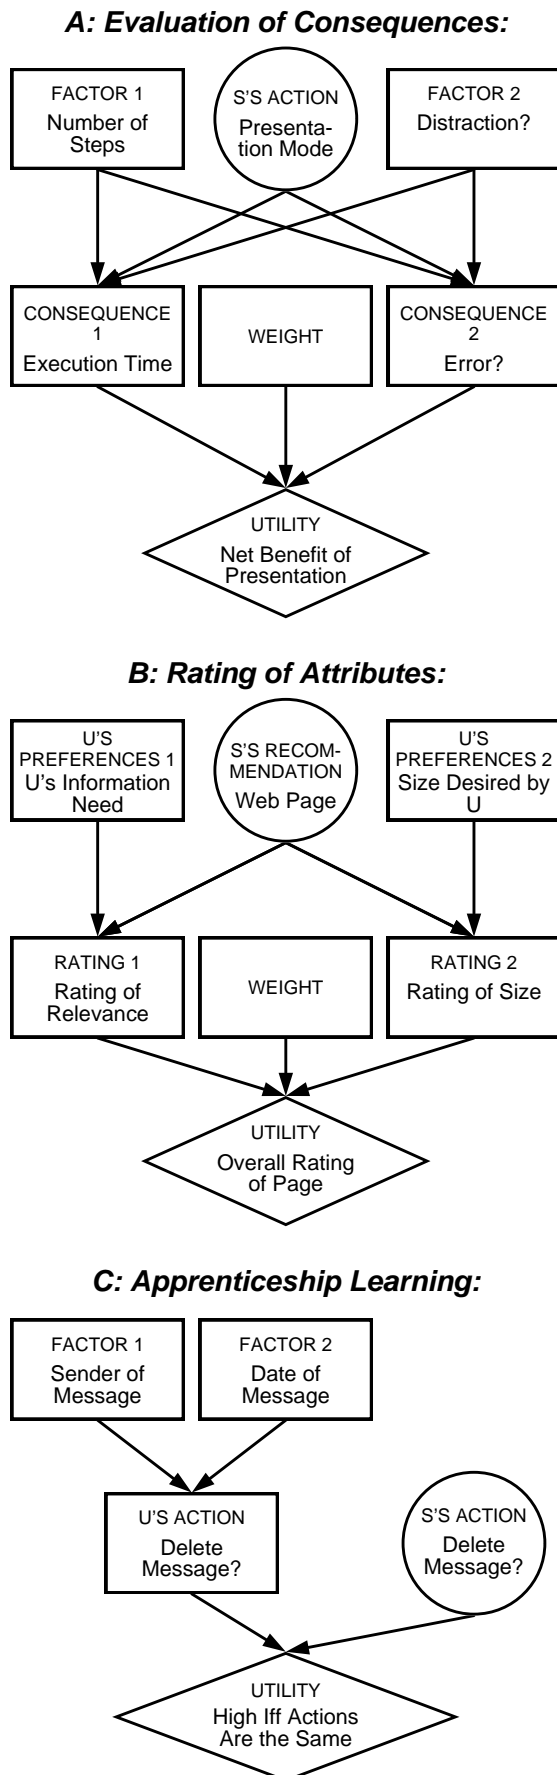 A: Evaluation of Consequences:
FACTOR 1
Number of
Steps
S'S ACTION
Presenta-
tion Mode
FACTOR 2
Distraction?
CONSEQUENCE
1
Execution Time
WEIGHT
CONSEQUENCE
2
Error?
UTILITY
Net Benefit of
Presentation
B: Rating of Attributes:
U'S
PREFERENCES 1
U's Information
Need
S'S RECOM-
MENDATION
Web Page
U'S
PREFERENCES 2
Size Desired by
U
RATING 1
Rating of
Relevance
WEIGHT
RATING 2
Rating of Size
UTILITY
Overall Rating
of Page
C: Apprenticeship Learning:
FACTOR 1
Sender of
Message
FACTOR 2
Date of
Message
U'S ACTION
Delete
Message?
S'S ACTION
Delete
Message?
UTILITY
High Iff Actions
Are the Same